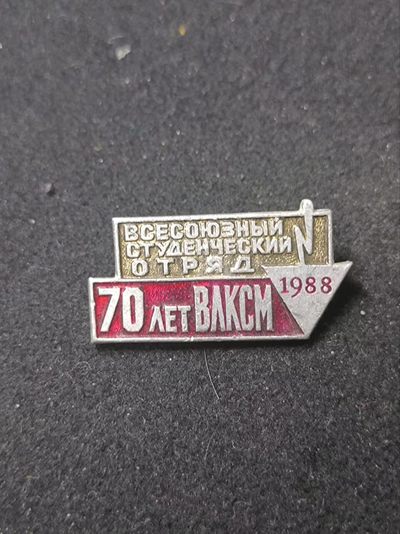 ВСЕСОЮЗНЫЙ
СТУДЕНЧЕСКИЙ
ОТРЯД
70 ЛЕТ ВЛКСМ
1988